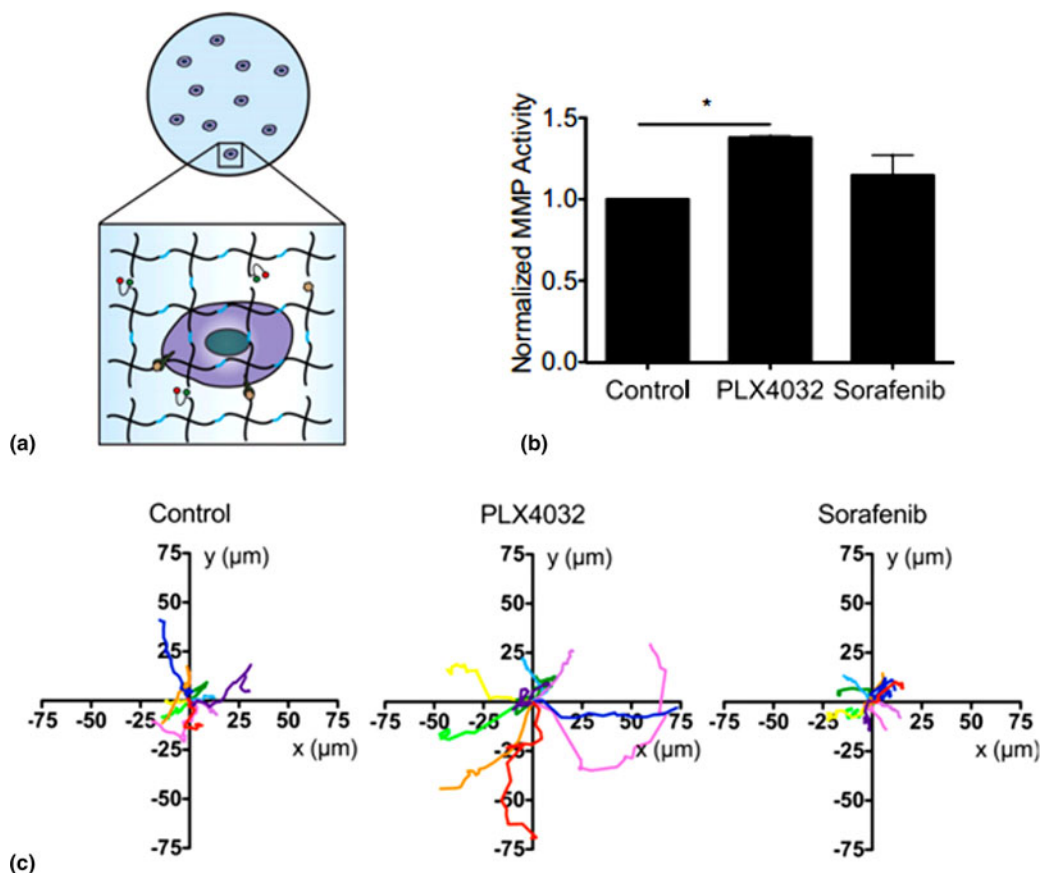 (a)
Normalized MMP Activity
1.5
1.0
0.5
0.0
*
Control PLX4032 Sorafenib
(b)
Control
75
50
25
-25
-50
-75
y (µm)
-75 -50 -25 25 50 75
x (µm)
PLX4032
75
50
25
-25
-50
-75
y (µm)
-75 -50 -25 25 50 75
x (µm)
Sorafenib
75
50
25
-25
-50
-75
y (µm)
-75 -50 -25 25 50 75
x (µm)
(c)